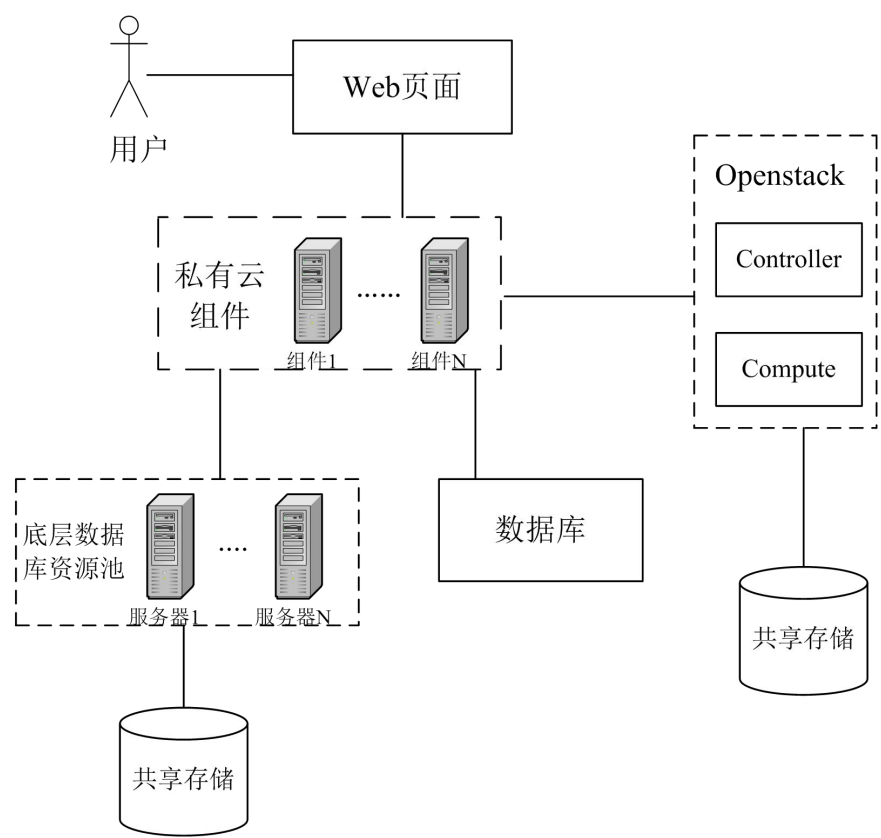 Web页面
用户
Openstack
Controller
Compute
私有云
组件
......
组件1
组件N
底层数据
库资源池
....
服务器1
服务器N
数据库
共享存储
共享存储